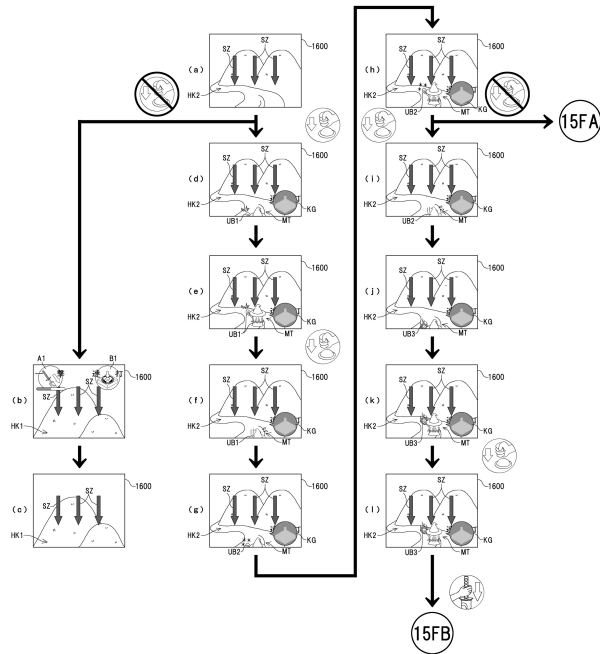 (a)
SZ
SZ
1600
HK2
(d)
SZ
SZ
1600
HK2
UB1
MT
KG
(e)
SZ
SZ
1600
HK2
UB1
MT
KG
(b)
A1
撃
連
打
B1
SZ
SZ
1600
HK1
(f)
SZ
SZ
1600
HK2
UB1
MT
KG
(c)
SZ
SZ
1600
HK1
(g)
SZ
SZ
1600
HK2
UB2
MT
KG
(h)
SZ
SZ
1600
HK2
UB2
MT
KG
15FA
(i)
SZ
SZ
1600
HK2
UB2
MT
KG
(j)
SZ
SZ
1600
HK2
UB3
MT
KG
(k)
SZ
SZ
1600
HK2
UB3
MT
KG
(l)
SZ
SZ
1600
HK2
UB3
MT
KG
15FB